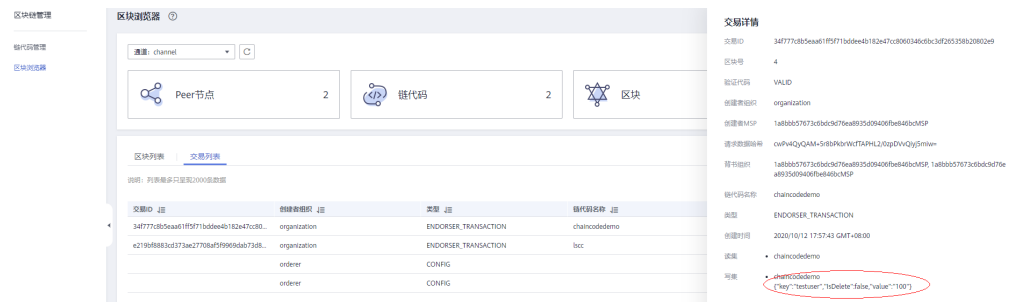 区块链管理
链代码管理
区块浏览器
区块浏览器
通道: channel
Peer节点 2
链代码 2
区块
区块列表 交易列表
说明：列表最多只呈现2000条数据
交易ID 创建者组织 类型 链代码名称
34f777c8b5eaa61ff5f71bddee4b182e47cc80... organization ENDORSER_TRANSACTION chaincodedemo
e219bf8883cd373ae27708af5f9969dab73d8... organization ENDORSER_TRANSACTION lscc
orderer CONFIG
orderer CONFIG
交易详情
交易ID 34f777c8b5eaa61ff5f71bddee4b182e47cc8060346c6bc3df265358b20802e9
区块号 4
验证代码 VALID
创建者组织 organization
创建者MSP 1a8bbb57673c6bdc9d76ea8935d09406fbe846bcMSP
请求数据哈希 cwPv4QyQAM+5r8bPkbrWcfTAPHL2/0zpDVvQlyj5miw=
背书组织 1a8bbb57673c6bdc9d76ea8935d09406fbe846bcMSP, 1a8bbb57673c6bdc9d76e
a8935d09406fbe846bcMSP
链代码名称 chaincodedemo
类型 ENDORSER_TRANSACTION
创建时间 2020/10/12 17:57:43 GMT+08:00
读集 • chaincodedemo
写集 • chaincodedemo
{"key":"testuser","IsDelete":false,"value":"100"}